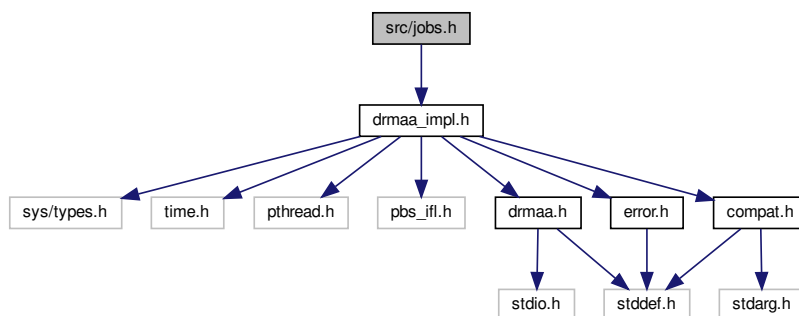 src/jobs.h
drmaa_impl.h
sys/types.h
time.h
pthread.h
pbs_ifl.h
drmaa.h
error.h
compat.h
stdio.h
stddef.h
stdarg.h